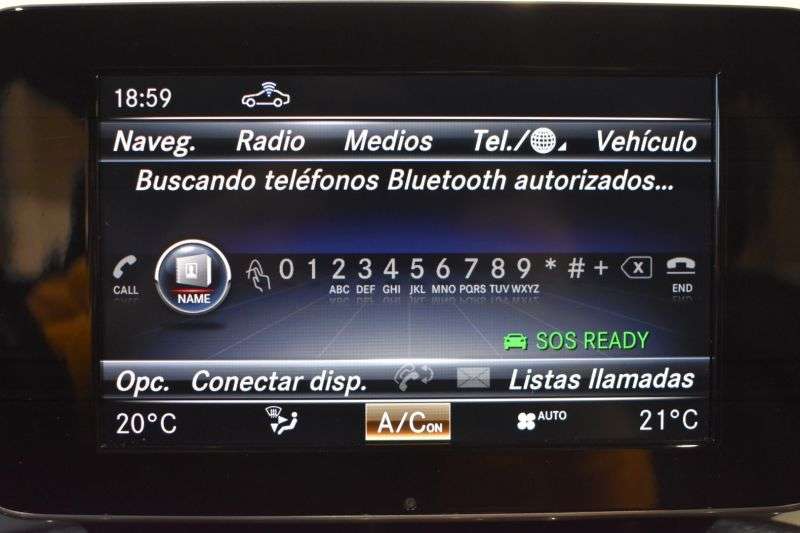 18:59
Naveg. Radio Medios Tel./ Vehículo
Buscando teléfonos Bluetooth autorizados...
CALL NAME 0 1 2 3 4 5 6 7 8 9 * # + X END
ABC DEF GHI JKL MNO PQRS TUV WXYZ
SOS READY
Opc. Conectar disp. Listas llamadas
20°C A/C ON AUTO 21°C